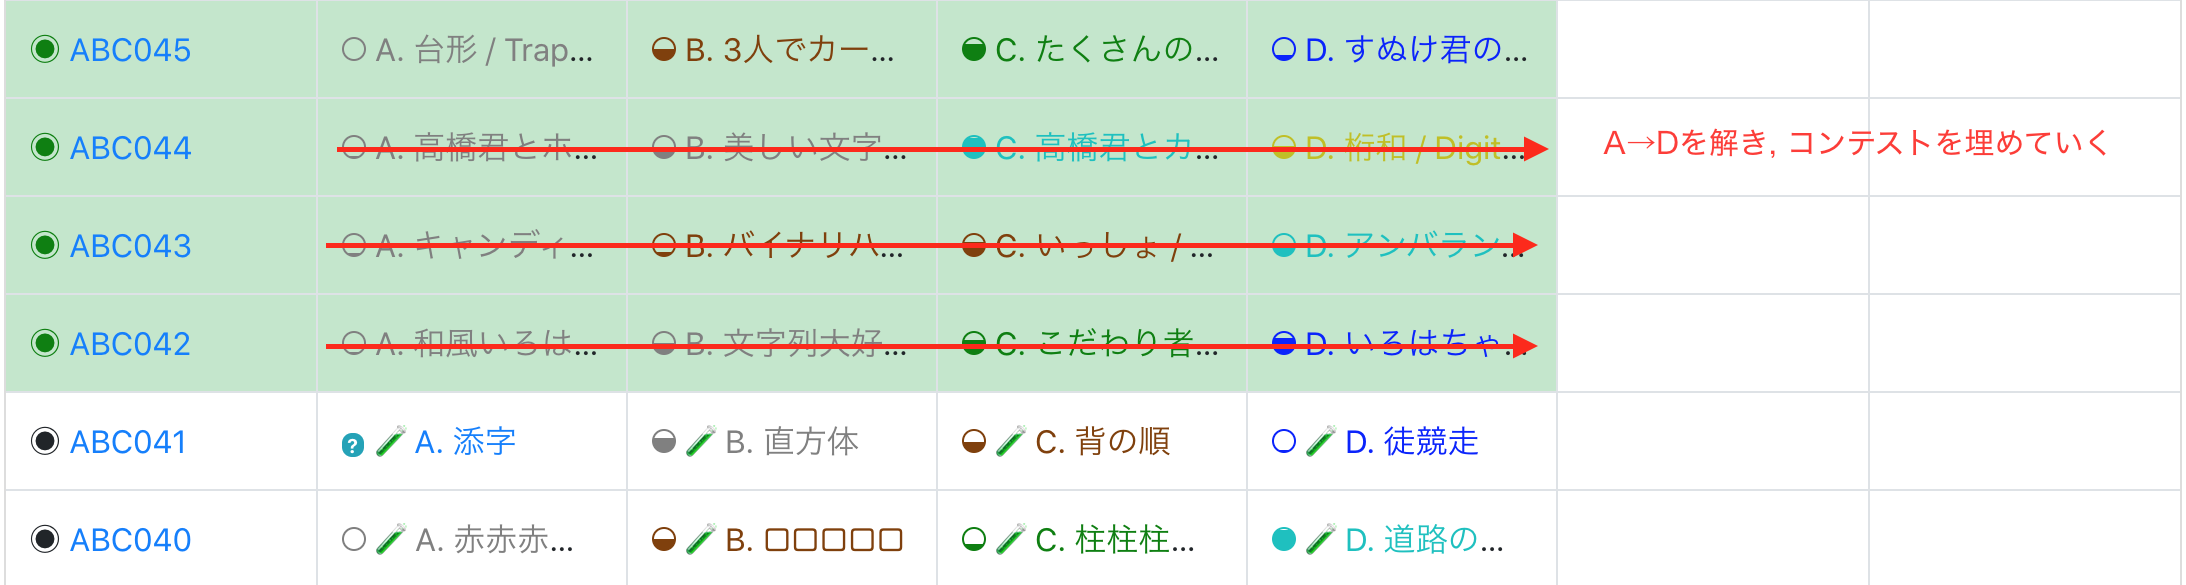 ABC045 A. 台形 / Trap... B. 3人でカー... C. たくさんの... D. すぬけ君の...
ABC044 A. 高橋君とホ... B. 美しい文字... C. 高橋君とカ... D. 桁和 / Digit... A→Dを解き, コンテストを埋めていく
ABC043 A. キャンディ... B. バイナリハ... C. いっしょ / ... D. アンバラン...
ABC042 A. 和風いろは... B. 文字列大好... C. こだわり者... D. いろはちゃ...
ABC041 ? A. 添字 B. 直方体 C. 背の順 D. 徒競走
ABC040 A. 赤赤赤... B. □□□□□ C. 柱柱柱... D. 道路の...